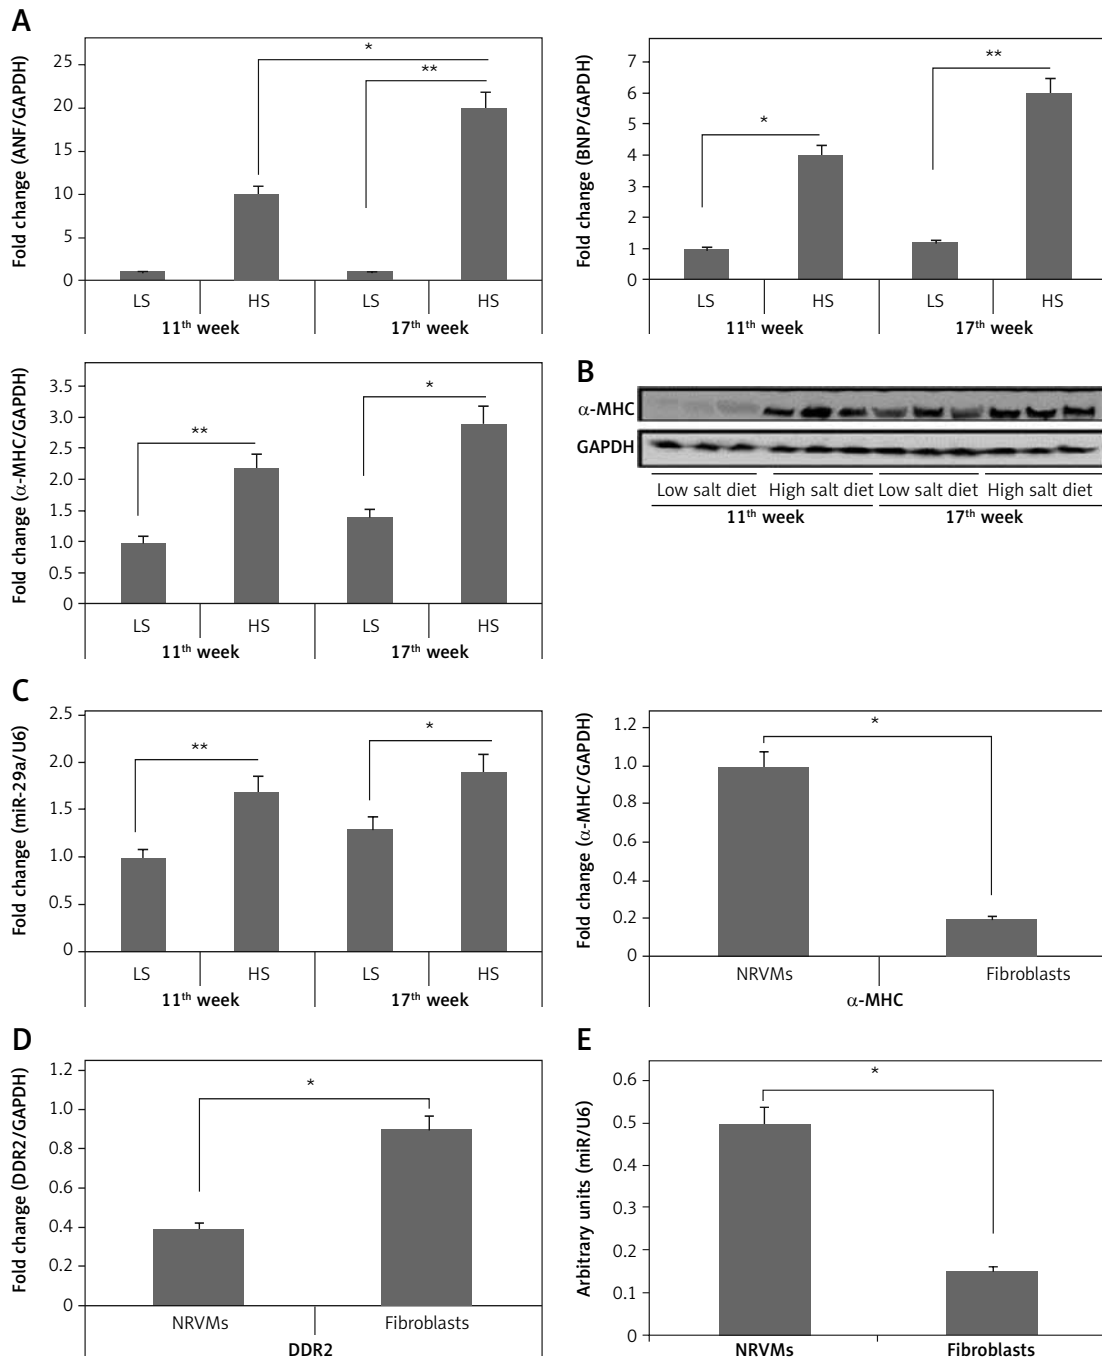 A
Fold change (ANF/GAPDH)
25
20
15
10
5
0
*
**
LS HS LS HS
11th week 17th week
Fold change (BNP/GAPDH)
7
6
5
4
3
2
1
0
*
**
LS HS LS HS
11th week 17th week
Fold change (α-MHC/GAPDH)
3.5
3.0
2.5
2.0
1.5
1.0
0.5
0
**
*
LS HS LS HS
11th week 17th week
B
α-MHC
GAPDH
Low salt diet High salt diet Low salt diet High salt diet
11th week 17th week
C
Fold change (miR-29a/U6)
2.5
2.0
1.5
1.0
0.5
0
**
*
LS HS LS HS
11th week 17th week
Fold change (α-MHC/GAPDH)
1.2
1.0
0.8
0.6
0.4
0.2
0
*
NRVMs Fibroblasts
α-MHC
D
Fold change (DDR2/GAPDH)
1.2
1.0
0.8
0.6
0.4
0.2
0
*
NRVMs Fibroblasts
DDR2
E
Arbitrary units (miR/U6)
0.6
0.5
0.4
0.3
0.2
0.1
0
*
NRVMs Fibroblasts